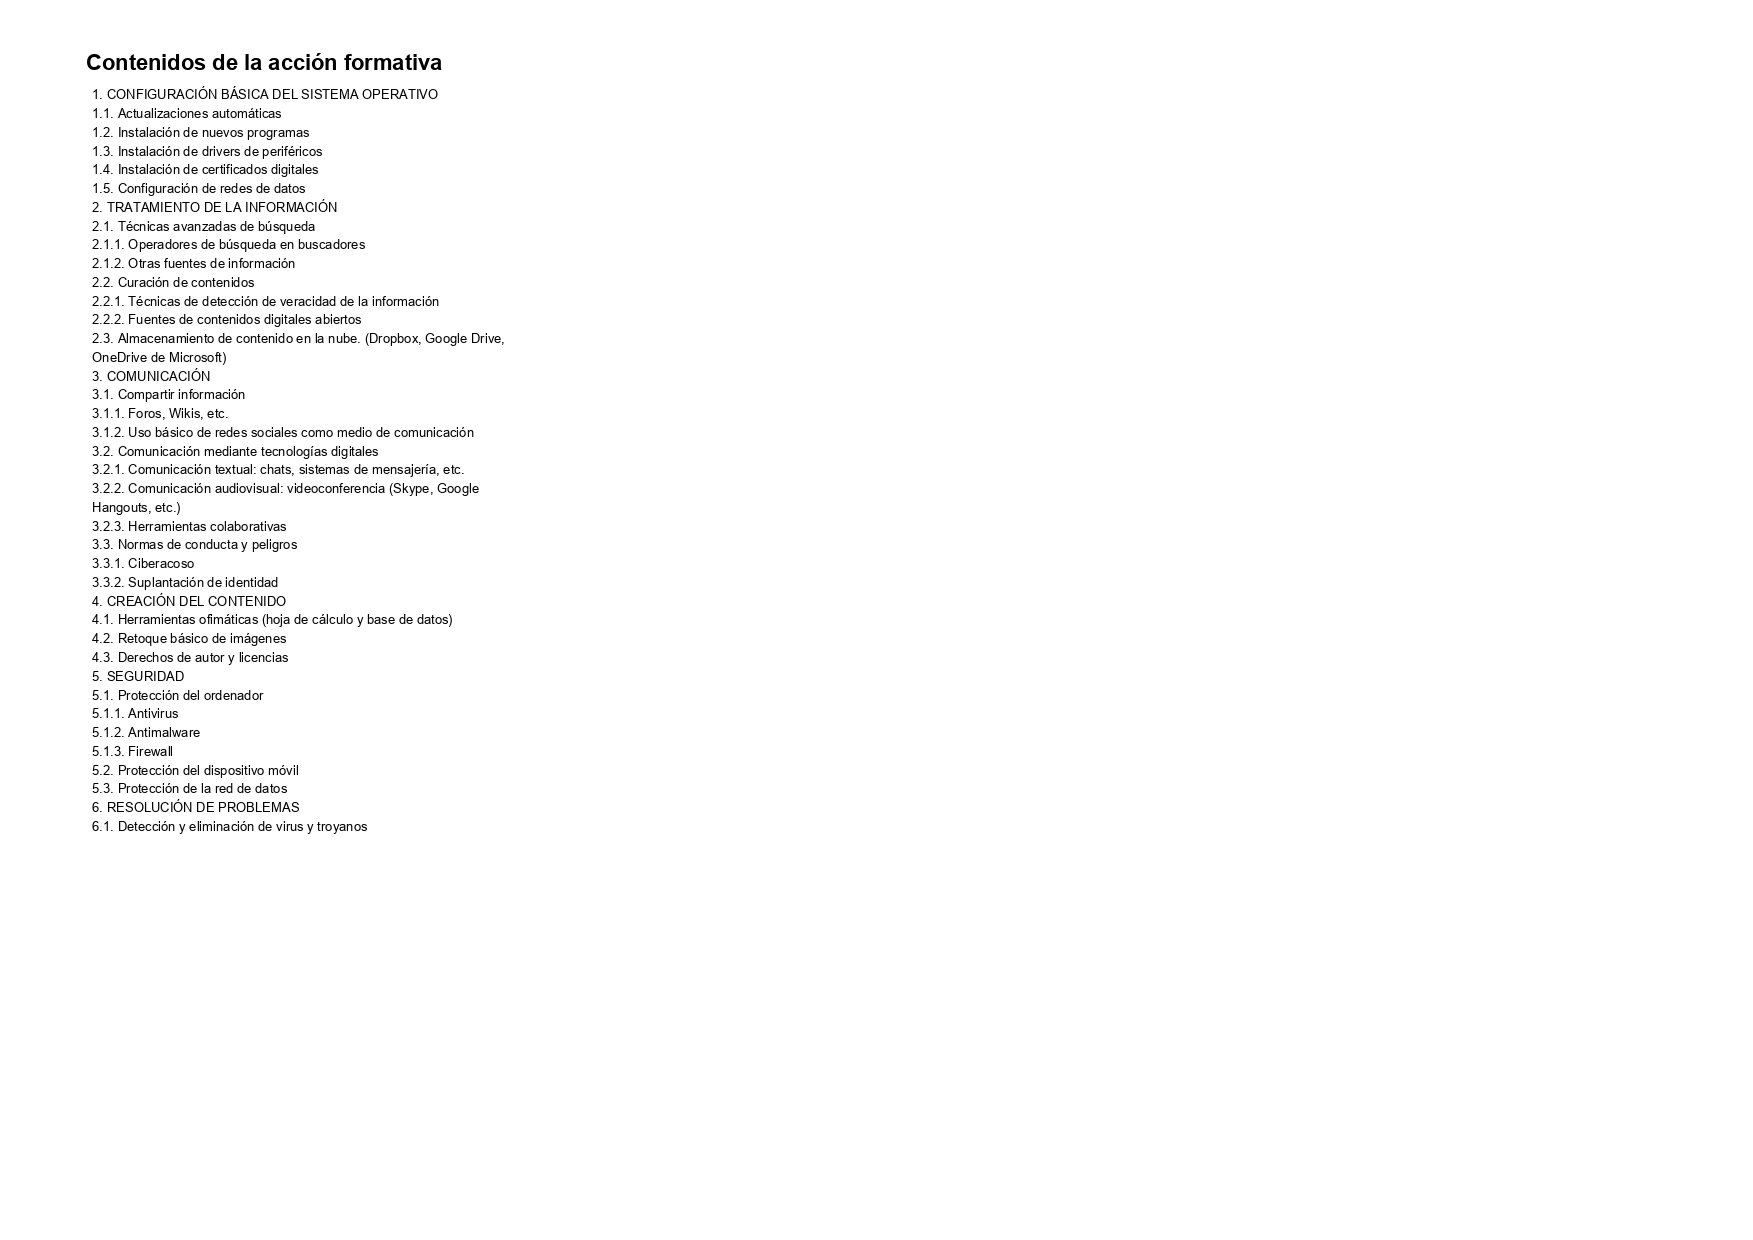 Contenidos de la acción formativa
1. CONFIGURACIÓN BÁSICA DEL SISTEMA OPERATIVO
1.1. Actualizaciones automáticas
1.2. Instalación de nuevos programas
1.3. Instalación de drivers de periféricos
1.4. Instalación de certificados digitales
1.5. Configuración de redes de datos
2. TRATAMIENTO DE LA INFORMACIÓN
2.1. Técnicas avanzadas de búsqueda
2.1.1. Operadores de búsqueda en buscadores
2.1.2. Otras fuentes de información
2.2. Curación de contenidos
2.2.1. Técnicas de detección de veracidad de la información
2.2.2. Fuentes de contenidos digitales abiertos
2.3. Almacenamiento de contenido en la nube. (Dropbox, Google Drive,
OneDrive de Microsoft)
3. COMUNICACIÓN
3.1. Compartir información
3.1.1. Foros, Wikis, etc.
3.1.2. Uso básico de redes sociales como medio de comunicación
3.2. Comunicación mediante tecnologías digitales
3.2.1. Comunicación textual: chats, sistemas de mensajería, etc.
3.2.2. Comunicación audiovisual: videoconferencia (Skype, Google
Hangouts, etc.)
3.2.3. Herramientas colaborativas
3.3. Normas de conducta y peligros
3.3.1. Ciberacoso
3.3.2. Suplantación de identidad
4. CREACIÓN DEL CONTENIDO
4.1. Herramientas ofimáticas (hoja de cálculo y base de datos)
4.2. Retoque básico de imágenes
4.3. Derechos de autor y licencias
5. SEGURIDAD
5.1. Protección del ordenador
5.1.1. Antivirus
5.1.2. Antimalware
5.1.3. Firewall
5.2. Protección del dispositivo móvil
5.3. Protección de la red de datos
6. RESOLUCIÓN DE PROBLEMAS
6.1. Detección y eliminación de virus y troyanos